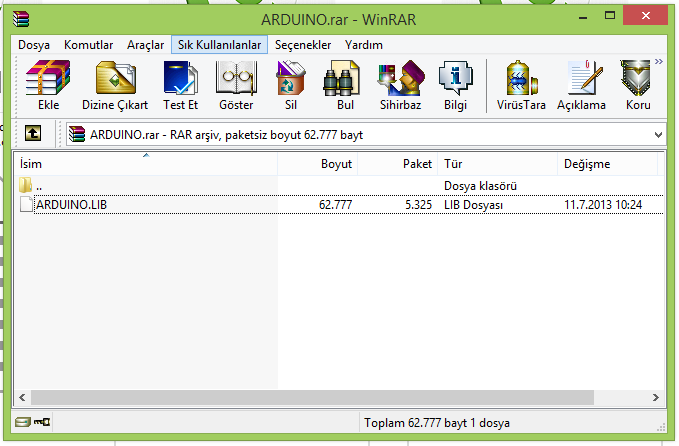 ARDUINO.rar - WinRAR
Dosya Komutlar Araçlar Sık Kullanılanlar Seçenekler Yardım
Ekle Dizine Çıkart Test Et Göster Sil Bul Sihirbaz Bilgi VirüsTara Açıklama Koru
ARDUINO.rar - RAR arşiv, paketsiz boyut 62.777 bayt
İsim Boyut Paket Tür Değişme
.. Dosya klasörü
ARDUINO.LIB 62.777 5.325 LIB Dosyası 11.7.2013 10:24
Toplam 62.777 bayt 1 dosya